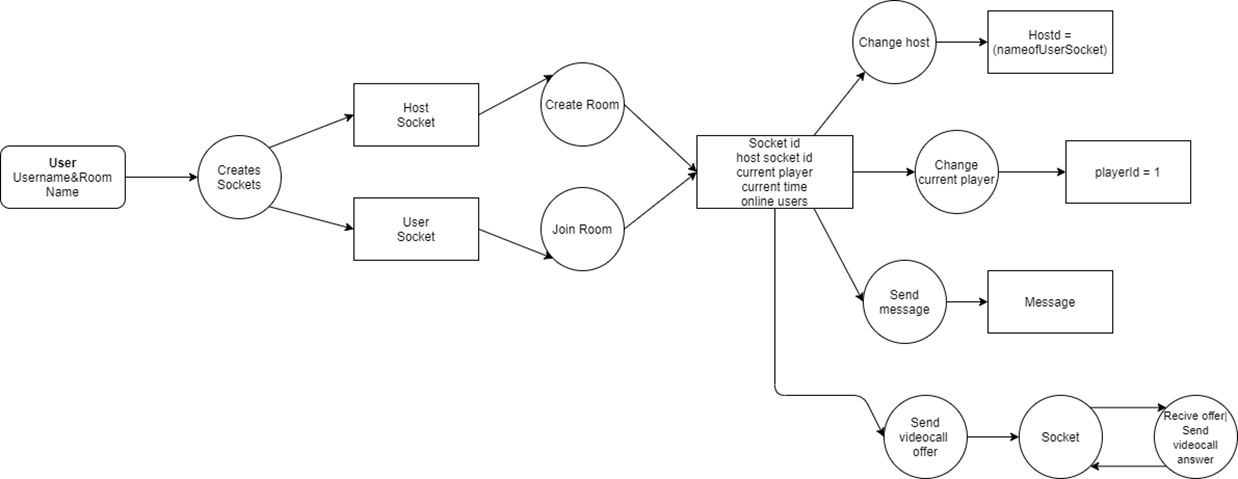 User
Username&Room
Name
Creates
Sockets
Host
Socket
User
Socket
Create Room
Join Room
Socket id
host socket id
current player
current time
online users
Change host
Hostd =
(nameofUserSocket)
Change
current player
playerId = 1
Send
message
Message
Send
videocall
offer
Socket
Recive offer|
Send
videocall
answer